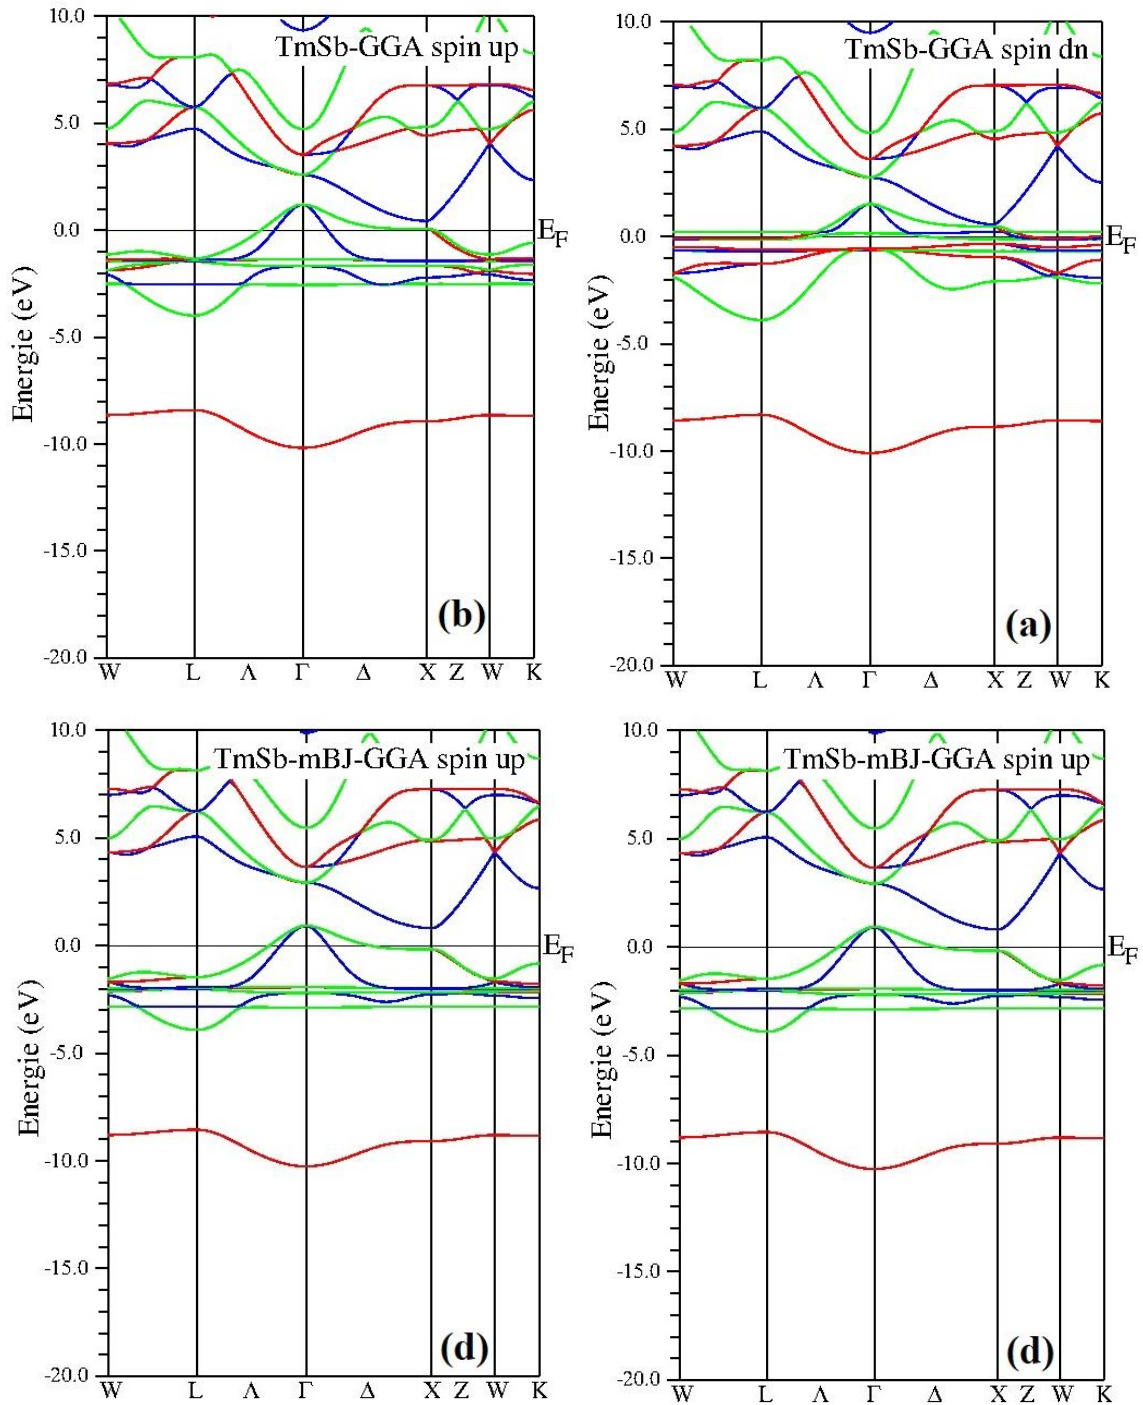 TmSb-GGA spin up
10.0
5.0
0.0
-5.0
-10.0
-15.0
-20.0
Energie (eV)
E_F
(b)
W L Λ Γ Δ X Z W K
TmSb-GGA spin dn
10.0
5.0
0.0
-5.0
-10.0
-15.0
-20.0
Energie (eV)
E_F
(a)
W L Λ Γ Δ X Z W K
TmSb-mBJ-GGA spin up
10.0
5.0
0.0
-5.0
-10.0
-15.0
-20.0
Energie (eV)
E_F
(d)
W L Λ Γ Δ X Z W K
TmSb-mBJ-GGA spin up
10.0
5.0
0.0
-5.0
-10.0
-15.0
-20.0
Energie (eV)
E_F
(d)
W L Λ Γ Δ X Z W K